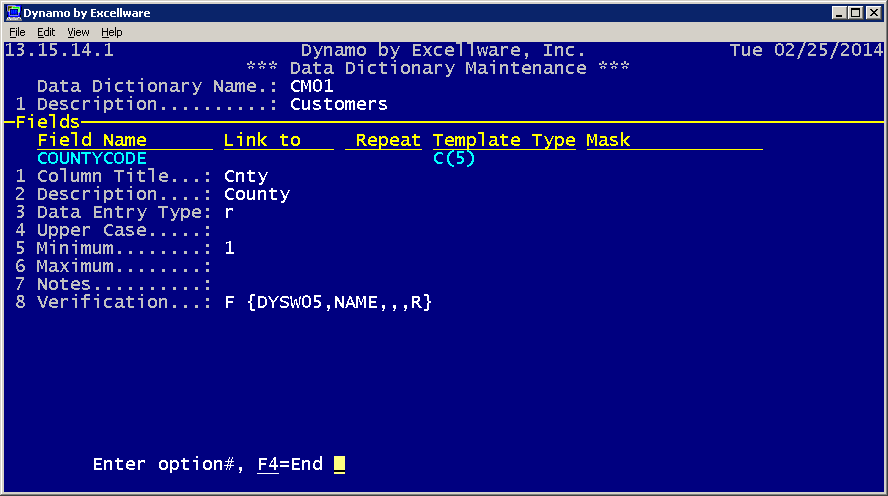 Dynamo by Excellware
File Edit View Help
13.15.14.1 Dynamo by Excellware, Inc. Tue 02/25/2014
*** Data Dictionary Maintenance ***
Data Dictionary Name.: CM01
1 Description..........: Customers
Fields
Field Name Link to Repeat Template Type Mask
COUNTYCODE C(5)
1 Column Title...: Cnty
2 Description....: County
3 Data Entry Type: r
4 Upper Case.....:
5 Minimum........: 1
6 Maximum........:
7 Notes..........:
8 Verification...: F {DYSW05,NAME,,,R}
Enter option#, F4=End